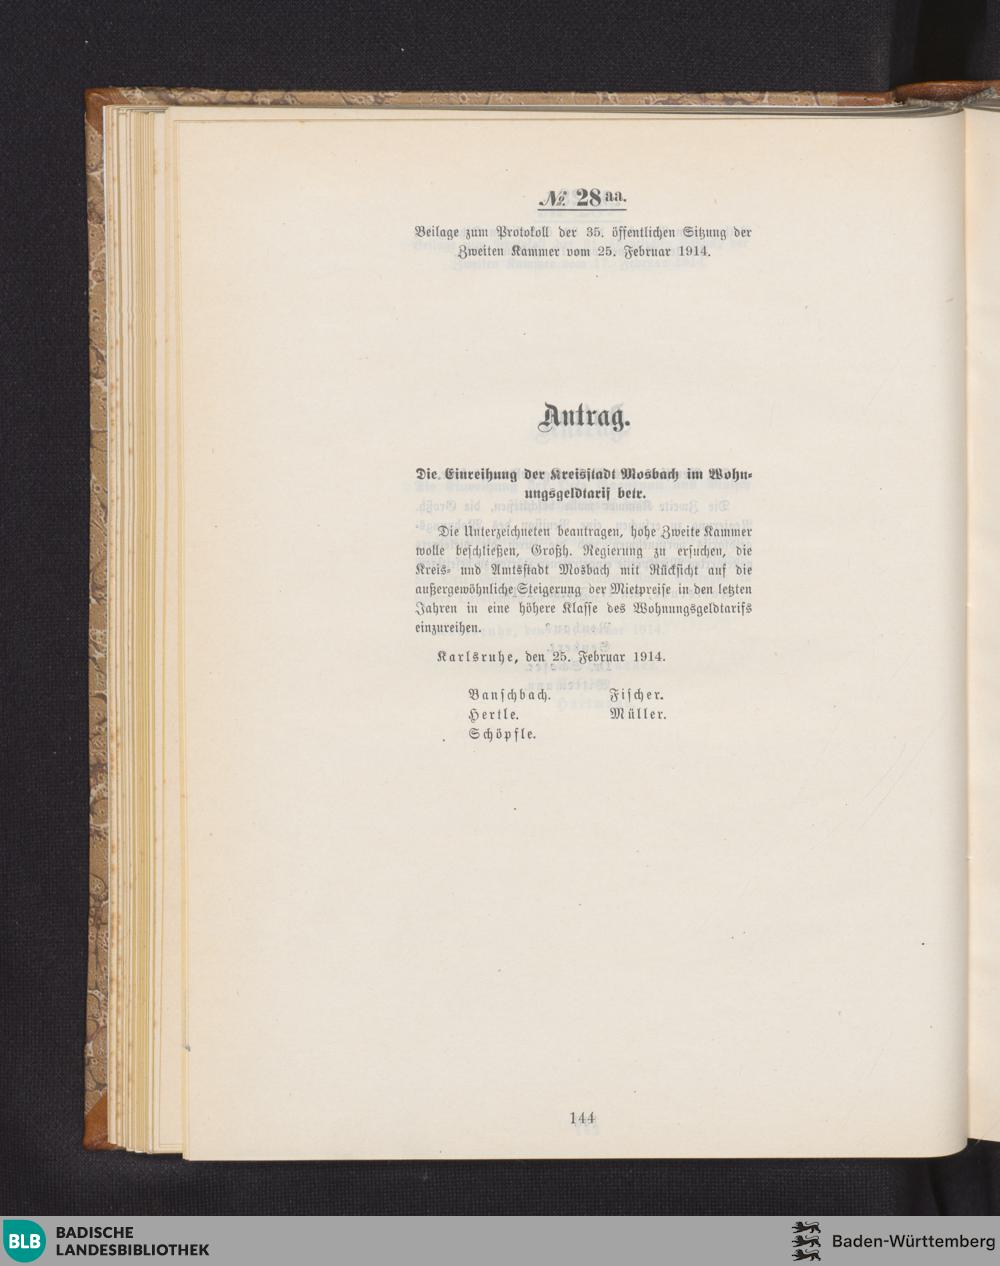 № 28 aa.
Beilage zum Protokoll der 35. öffentlichen Sitzung der
Zweiten Kammer vom 25. Februar 1914.
Antrag.
Die Einreihung der Kreisstadt Mosbach im Wohn-
ungsgeldtarif betr.
Die Unterzeichneten beantragen, hohe Zweite Kammer
wolle beschließen, Großh. Regierung zu ersuchen, die
Kreis- und Amtsstadt Mosbach mit Rücksicht auf die
außergewöhnliche Steigerung der Mietpreise in den letzten
Jahren in eine höhere Klasse des Wohnungsgeldtarifs
einzureihen.
Karlsruhe, den 25. Februar 1914.
Banschbach. Fischer.
Hertle. Müller.
Schöpfle.
144
BLB BADISCHE
LANDESBIBLIOTHEK
Baden-Württemberg